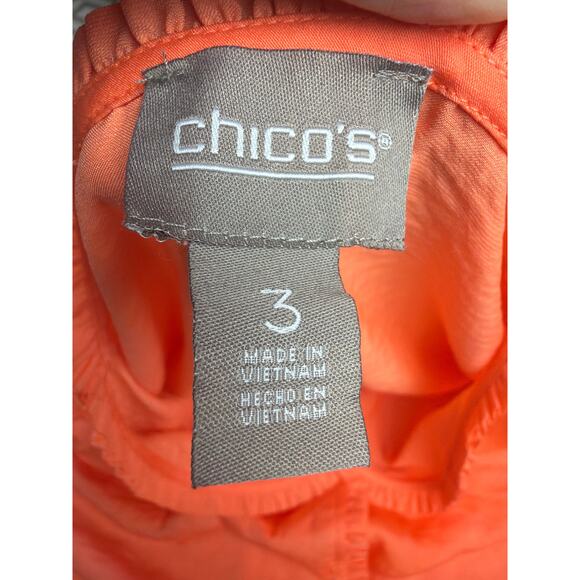 chico's®
3
MADE IN
VIETNAM
HECHO EN
VIETNAM